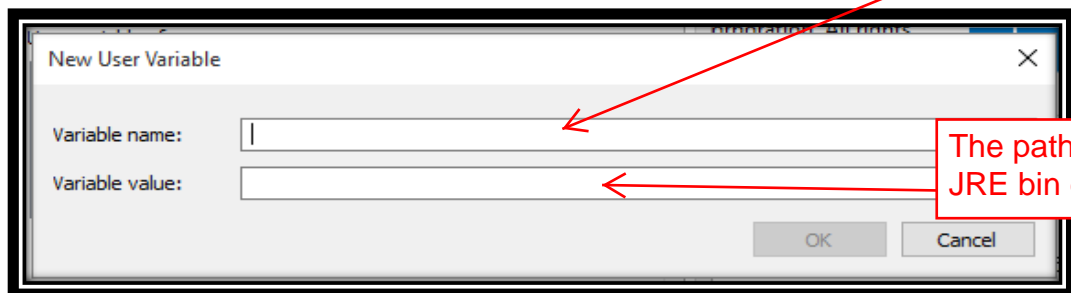 New User Variable
Variable name:
Variable value:
The path
JRE bin
OK Cancel